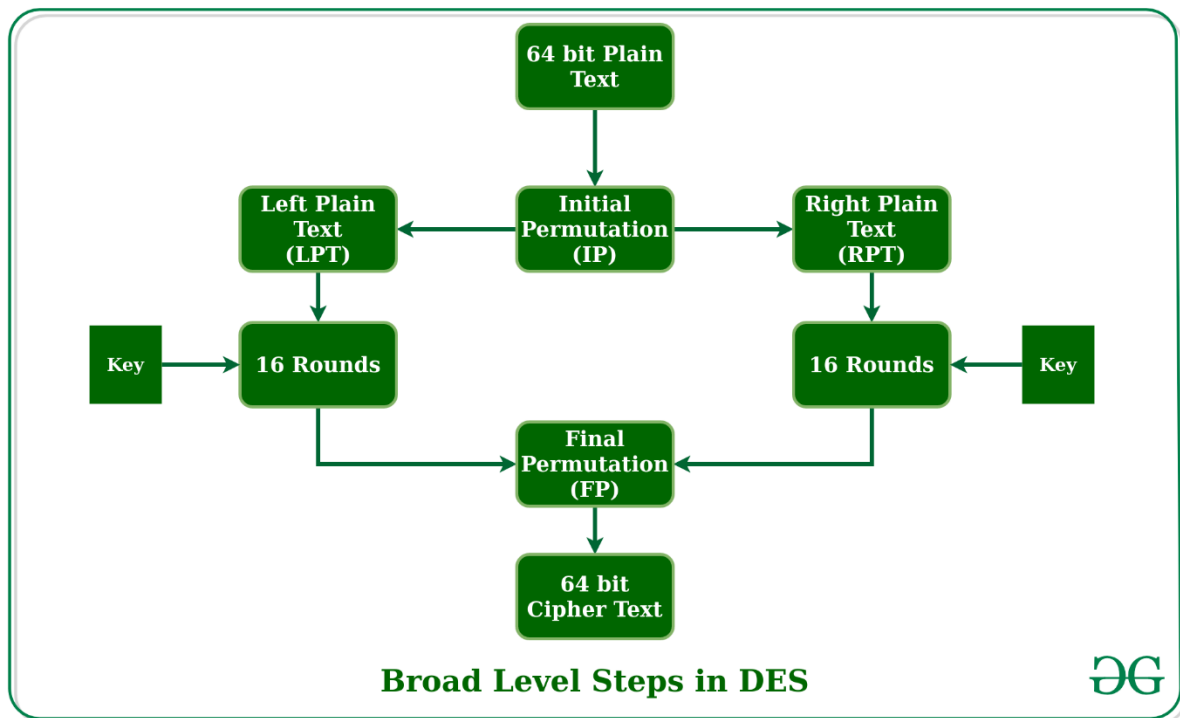 64 bit Plain
Text
Left Plain
Text
(LPT)
Initial
Permutation
(IP)
Right Plain
Text
(RPT)
Key
16 Rounds
16 Rounds
Key
Final
Permutation
(FP)
64 bit
Cipher Text
Broad Level Steps in DES